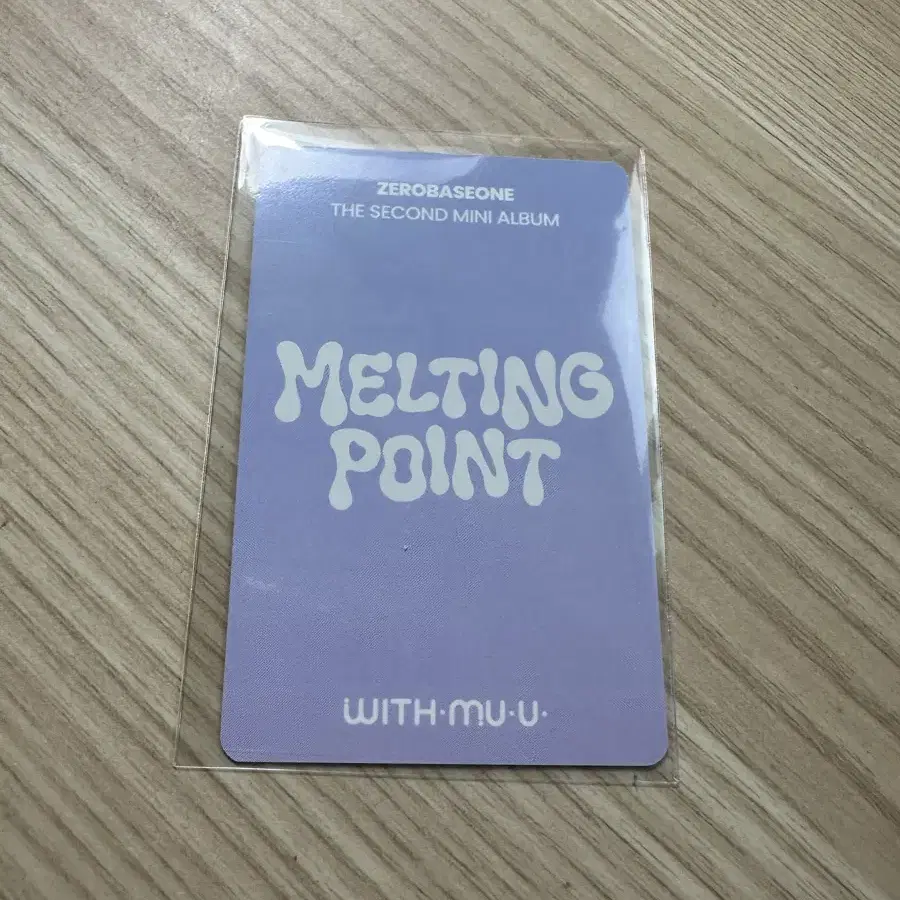 ZEROBASEONE
THE SECOND MINI ALBUM
MELTING
POINT
WITH·MU·U·